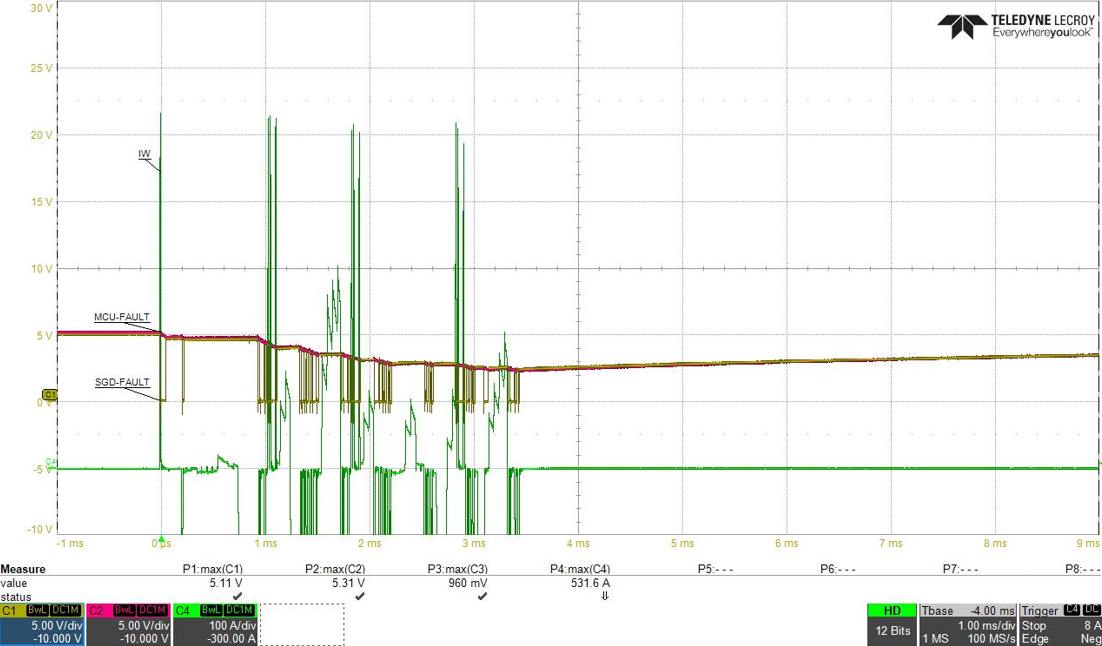 30 V
TELEDYNE LECROY
Everywhereyoulook™
25 V
20 V
IW
15 V
10 V
MCU-FAULT
5 V
SGD-FAULT
C1
0 V
C4
-5 V
-10 V
-1 ms 0 µs 1 ms 2 ms 3 ms 4 ms 5 ms 6 ms 7 ms 8 ms 9 ms
Measure P1:max(C1) P2:max(C2) P3:max(C3) P4:max(C4) P5:- - - P6:- - - P7:- - - P8:- - -
value 5.11 V 5.31 V 960 mV 531.6 A
status
C1 BwL DC1M C2 BwL DC1M C4 BwL DC1M HD Tbase -4.00 ms Trigger C4 DC
5.00 V/div 5.00 V/div 100 A/div 12 Bits 1.00 ms/div Stop 8 A
-10.000 V -10.000 V -300.00 A 1 MS 100 MS/s Edge Neg